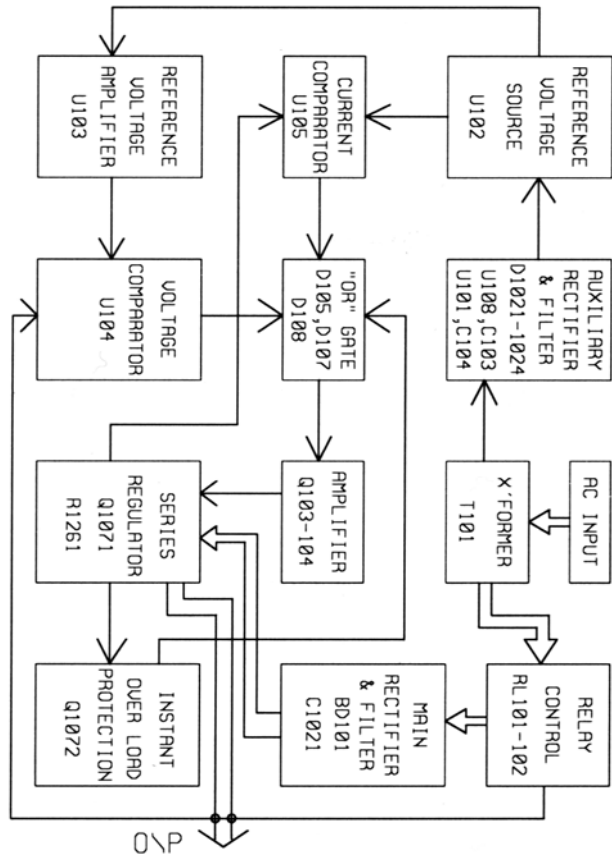 REFERENCE
VOLTAGE
SOURCE
U102
AUXILIARY
RECTIFIER
& FILTER
D1021-1024
U108,C103
U101,C104
AC INPUT
X'FORMER
T101
RELAY
CONTROL
RL101-102
CURRENT
COMPARATOR
U105
"OR" GATE
D105,D107
D108
AMPLIFIER
Q103-104
MAIN
RECTIFIER
& FILTER
BD101
C1021
REFERENCE
VOLTAGE
AMPLIFIER
U103
VOLTAGE
COMPARATOR
U104
SERIES
REGULATOR
Q1071
R1261
INSTANT
OVER LOAD
PROTECTION
Q1072
O\P